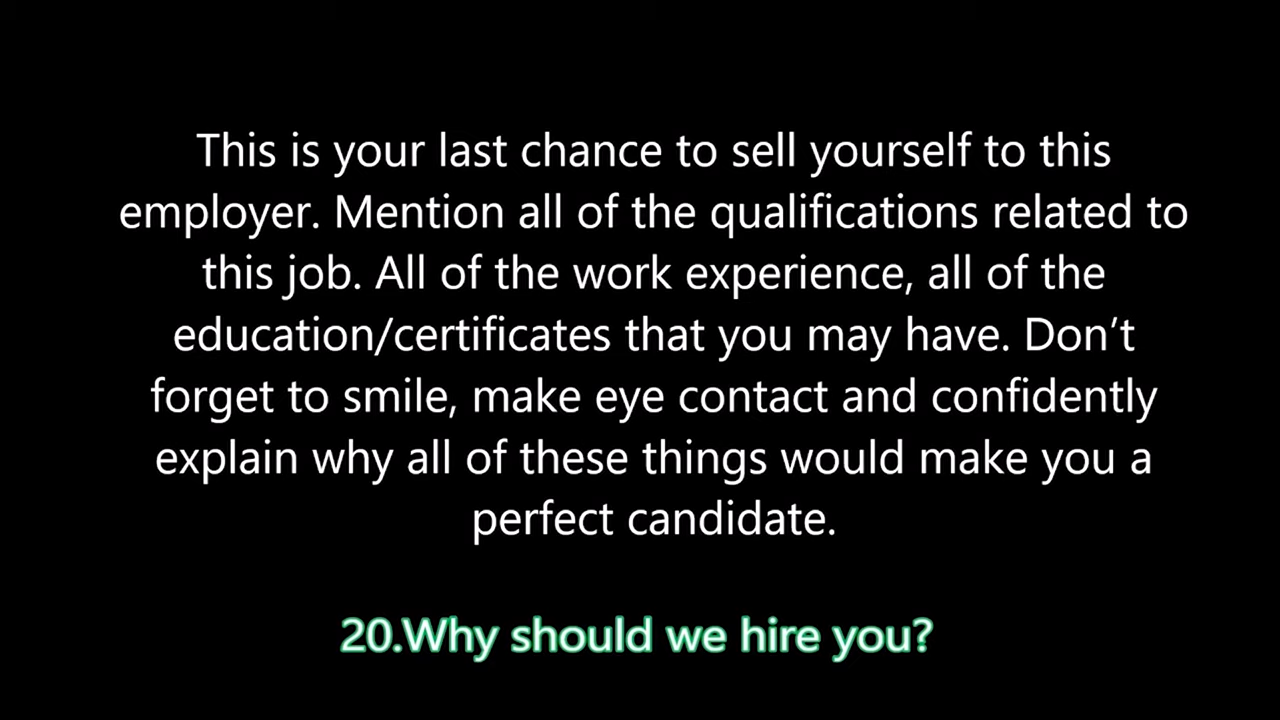 This is your last chance to sell yourself to this
employer. Mention all of the qualifications related to
this job. All of the work experience, all of the
education/certificates that you may have. Don’t
forget to smile, make eye contact and confidently
explain why all of these things would make you a
perfect candidate.
20.Why should we hire you?